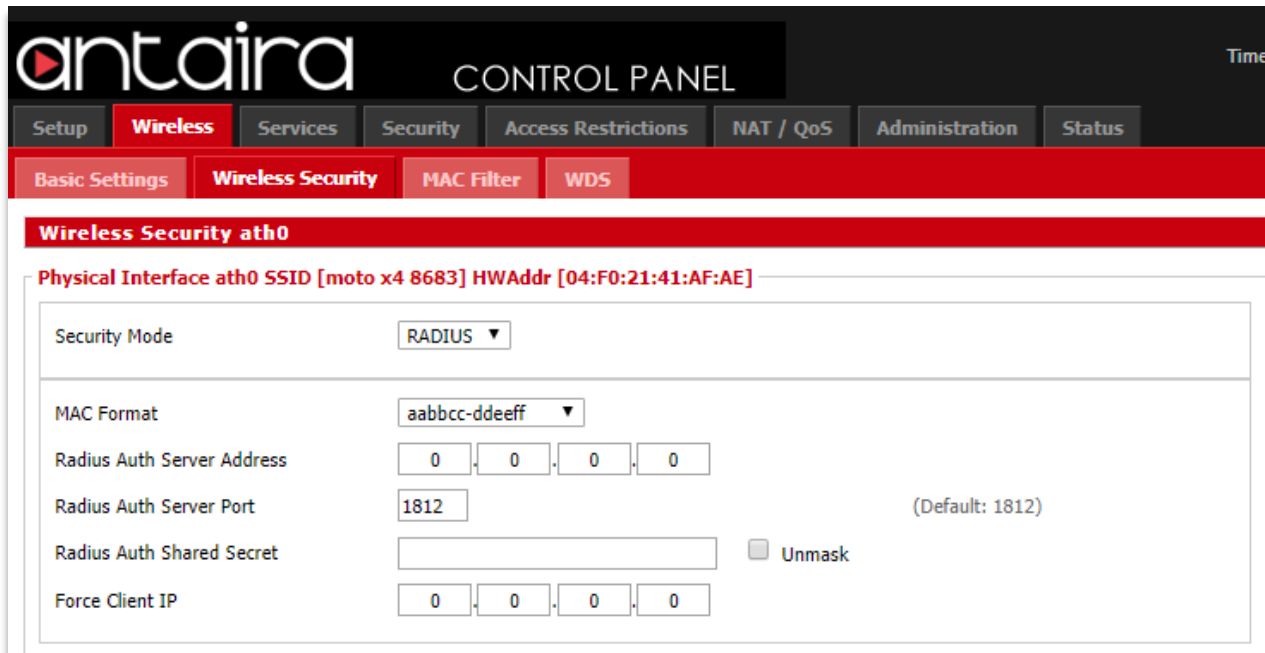 antaira CONTROL PANEL
Time
Setup Wireless Services Security Access Restrictions NAT / QoS Administration Status
Basic Settings Wireless Security MAC Filter WDS
Wireless Security ath0
Physical Interface ath0 SSID [moto x4 8683] HWAddr [04:F0:21:41:AF:AE]
Security Mode RADIUS
MAC Format aabbcc-ddeeff
Radius Auth Server Address 0 . 0 . 0 . 0
Radius Auth Server Port 1812 (Default: 1812)
Radius Auth Shared Secret Unmask
Force Client IP 0 . 0 . 0 . 0